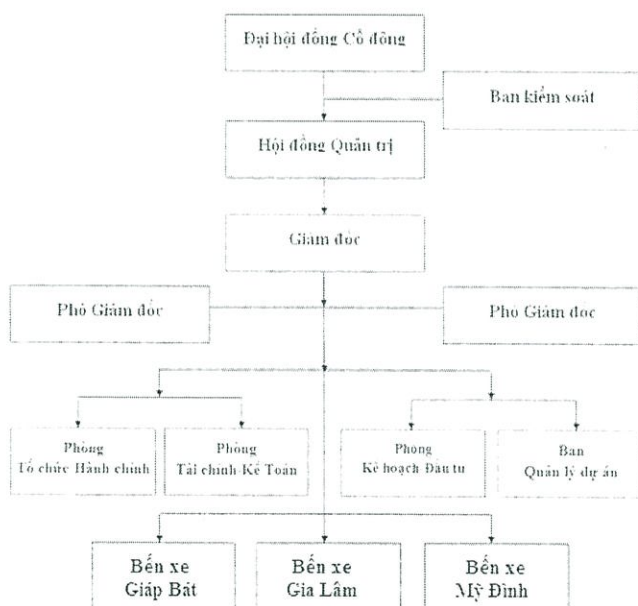 Đại hội đồng Cổ đông
Ban kiểm soát
Hội đồng Quản trị
Giám đốc
Phó Giám đốc
Phó Giám đốc
Phòng
Tổ chức Hành chính
Phòng
Tài chính-Kế Toán
Phòng
Kế hoạch Đầu tư
Ban
Quản lý dự án
Bến xe
Giáp Bát
Bến xe
Gia Lâm
Bến xe
Mỹ Đình